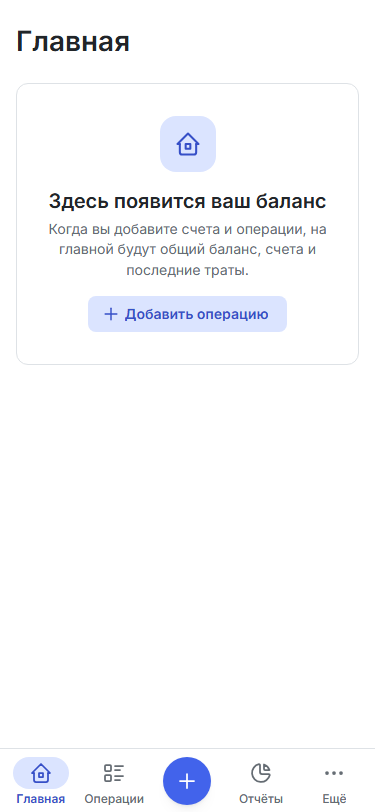 Главная
Здесь появится ваш баланс
Когда вы добавите счета и операции, на
главной будут общий баланс, счета и
последние траты.
Добавить операцию
Главная
Операции
Отчёты
Ещё